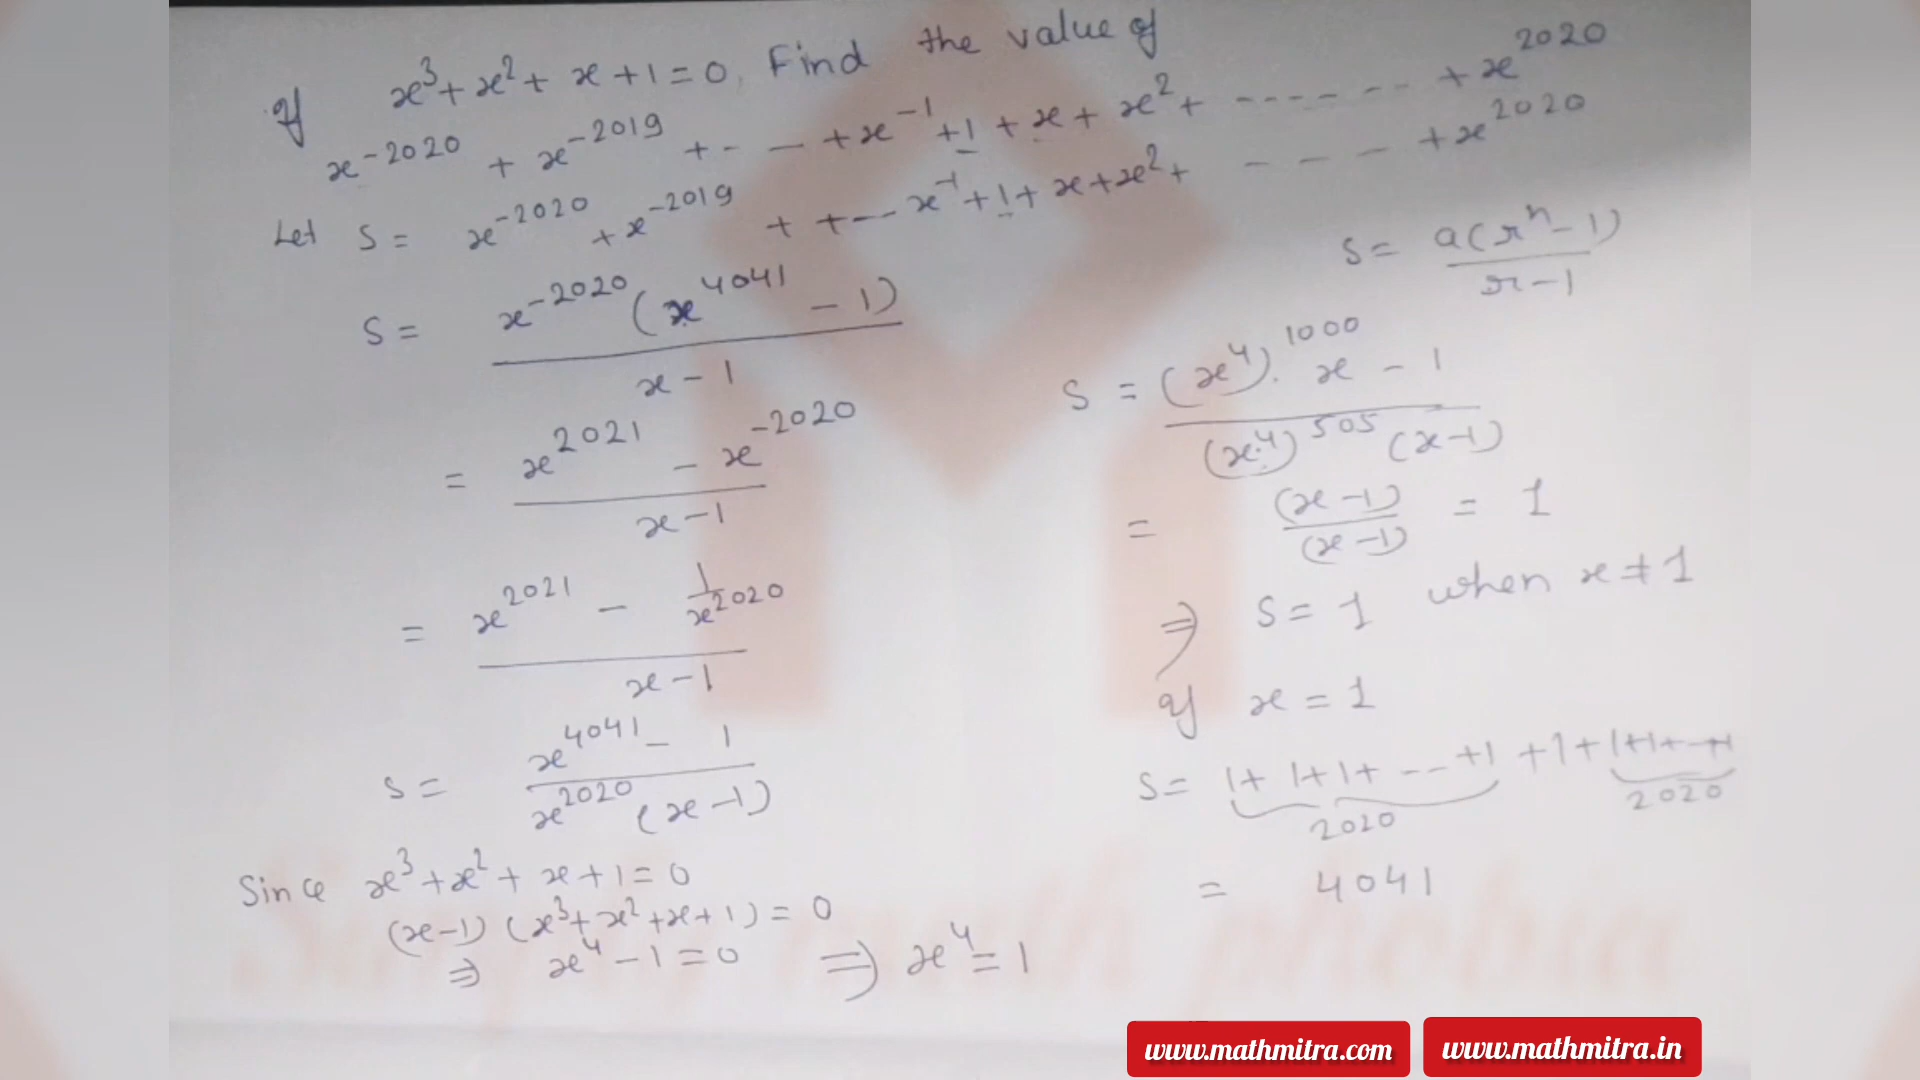 If x³ + x² + x + 1 = 0, Find the value of
x⁻²⁰²⁰ + x⁻²⁰¹⁹ + - — + x⁻¹ + 1 + x + x² + ------- + x²⁰²⁰
Let S = x⁻²⁰²⁰ + x⁻²⁰¹⁹ + + -- x⁻¹ + 1 + x + x² + - - - - + x²⁰²⁰
S = x⁻²⁰²⁰ (x⁴⁰⁴¹ - 1) / x - 1
= x²⁰²¹ - x⁻²⁰²⁰ / x - 1
= x²⁰²¹ - 1/x²⁰²⁰ / x - 1
S = x⁴⁰⁴¹ - 1 / x²⁰²⁰ (x - 1)
Since x³ + x² + x + 1 = 0
(x-1) (x³ + x² + x + 1) = 0
⇒ x⁴ - 1 = 0 ⇒ x⁴ = 1
S = a(rⁿ - 1) / r - 1
S = (x⁴)¹⁰⁰⁰ . x - 1 / (x⁴)⁵⁰⁵ (x-1)
= (x-1) / (x-1) = 1
⇒ S = 1 when x ≠ 1
If x = 1
S = 1 + 1 + 1 + --- + 1 + 1 + 1 + 1 + -- + 1
2020 2020
= 4041
www.mathmitra.com www.mathmitra.in